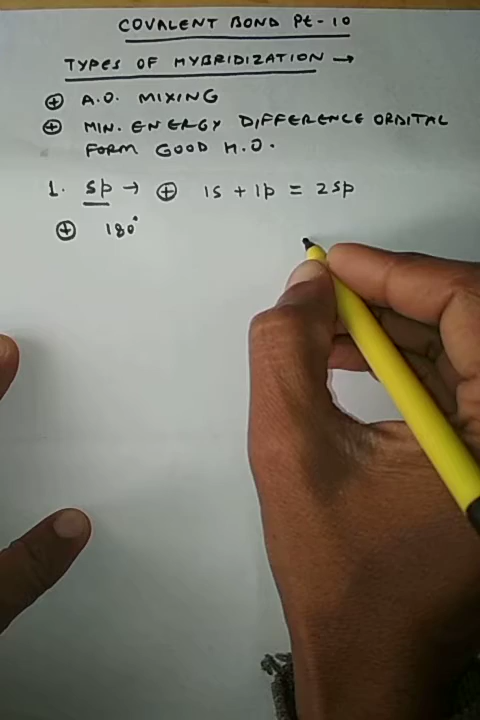 COVALENT BOND Pt-10
TYPES OF HYBRIDIZATION →
⊕ A.O. MIXING
⊕ MIN. ENERGY DIFFERENCE ORBITAL
FORM GOOD H.O.
1. sp → ⊕ 1s + 1p = 2sp
⊕ 180°